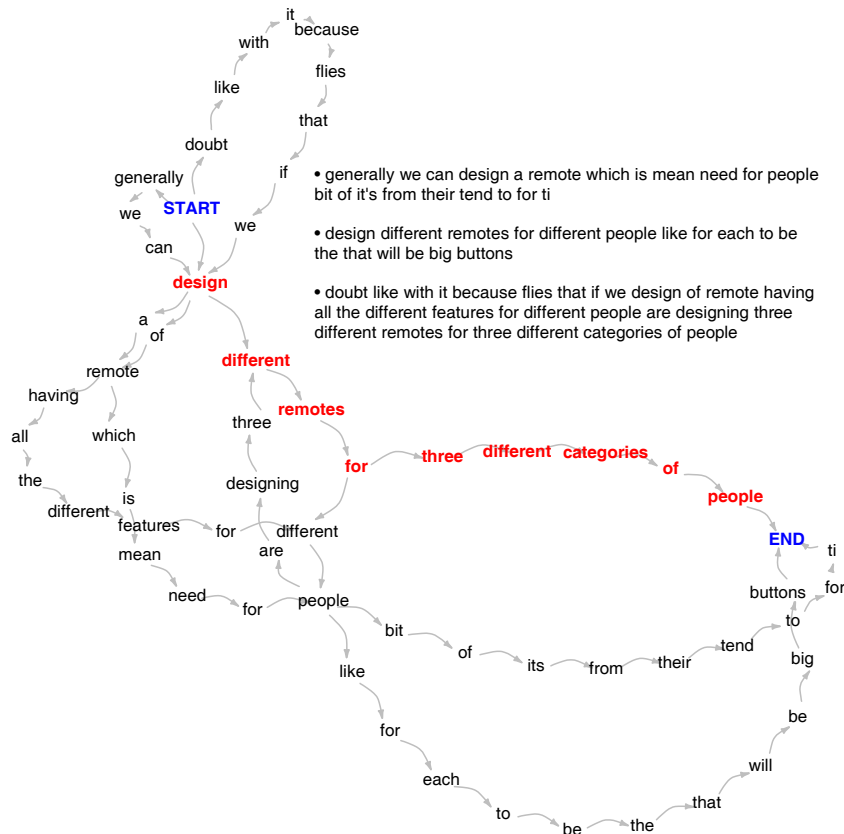 it
because
with
flies
like
that
doubt
if
generally
START
we
we
can
• generally we can design a remote which is mean need for people
bit of it's from their tend to for ti
• design different remotes for different people like for each to be
the that will be big buttons
• doubt like with it because flies that if we design of remote having
all the different features for different people are designing three
different remotes for three different categories of people
design
a
of
different
remote
having
remotes
three
all
which
for
three
different
categories
of
people
the
designing
is
different
features
for
different
END
mean
are
ti
need
for
people
buttons
for
bit
to
of
its
from
their
tend
big
like
for
be
each
will
to
be
the
that